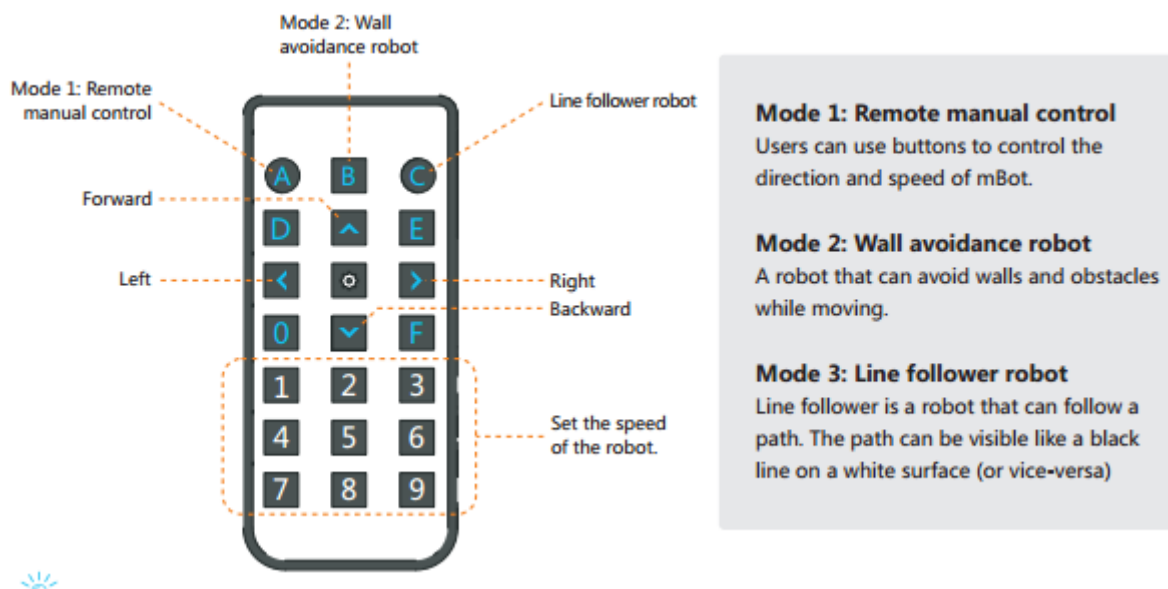 Mode 2: Wall
avoidance robot
Mode 1: Remote
manual control
Line follower robot
A B C
Forward
D E
Left
Right
Backward
0 F
1 2 3
4 5 6
7 8 9
Set the speed
of the robot.
Mode 1: Remote manual control
Users can use buttons to control the
direction and speed of mBot.
Mode 2: Wall avoidance robot
A robot that can avoid walls and obstacles
while moving.
Mode 3: Line follower robot
Line follower is a robot that can follow a
path. The path can be visible like a black
line on a white surface (or vice-versa)